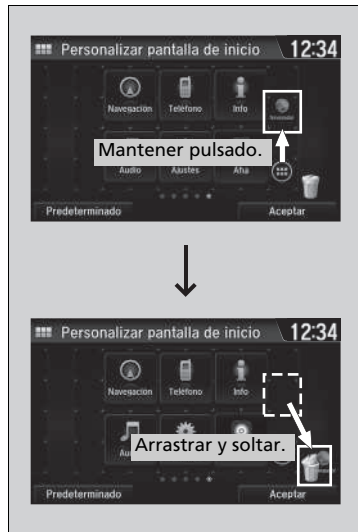 Personalizar pantalla de inicio 12:34
Navegación Teléfono Info
Mantener pulsado.
Audio Ajustes Aha
Predeterminado Aceptar
Personalizar pantalla de inicio 12:34
Navegación Teléfono Info
Arrastrar y soltar.
Predeterminado Aceptar